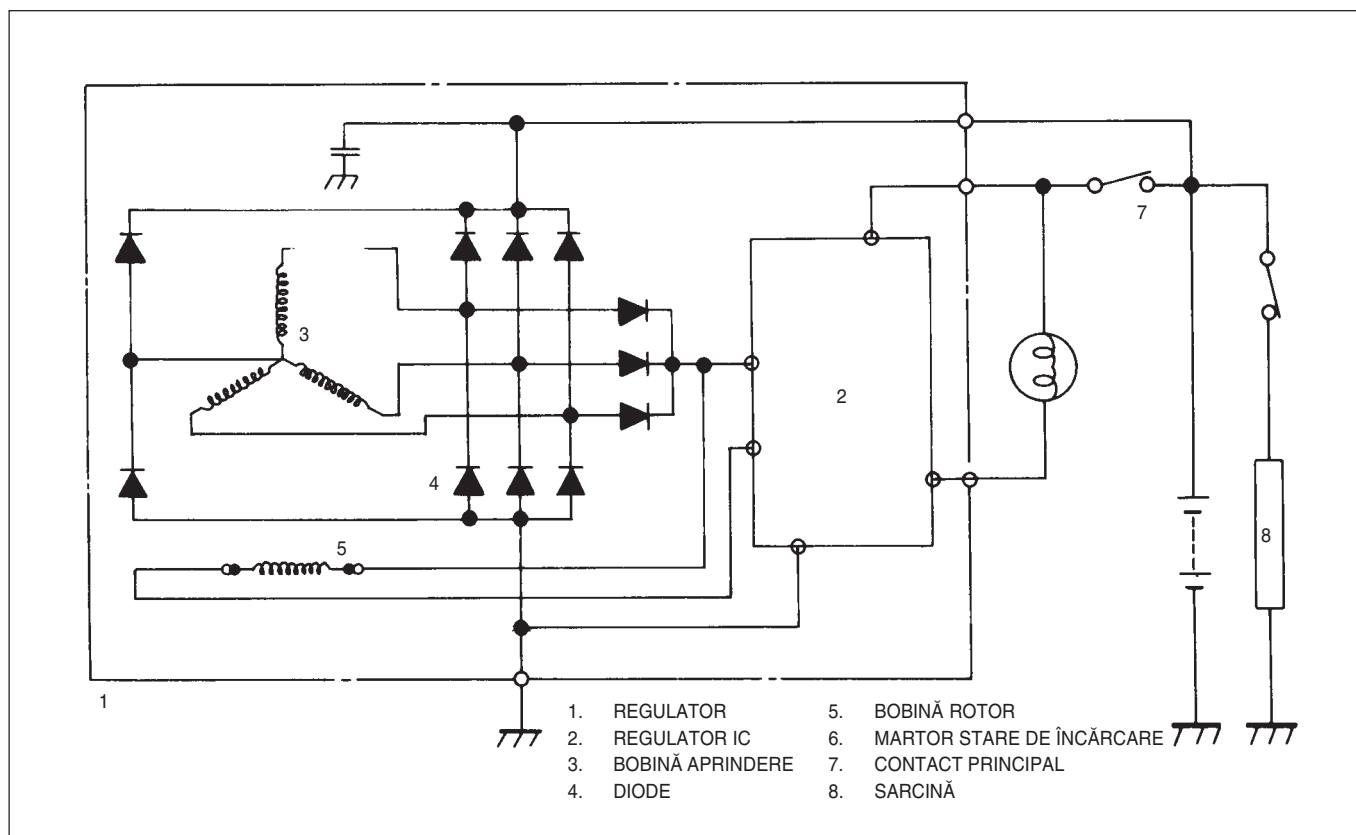 3
7
2
4
8
5
1
1. REGULATOR
2. REGULATOR IC
3. BOBINĂ APRINDERE
4. DIODE
5. BOBINĂ ROTOR
6. MARTOR STARE DE ÎNCĂRCARE
7. CONTACT PRINCIPAL
8. SARCINĂ